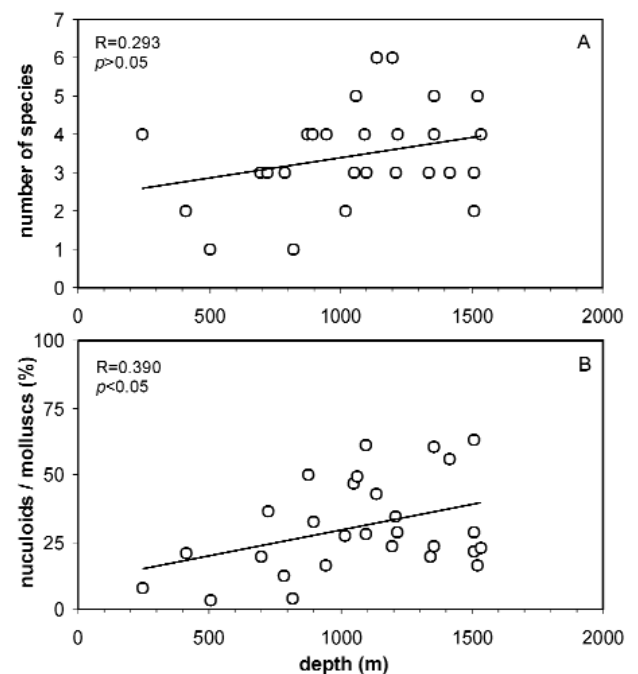 7
R=0.293
A
p>0.05
6
5
4
3
2
1
0
number of species
0 500 1000 1500 2000
100
R=0.390
B
p<0.05
75
50
25
0
nuculoids / molluscs (%)
0 500 1000 1500 2000
depth (m)